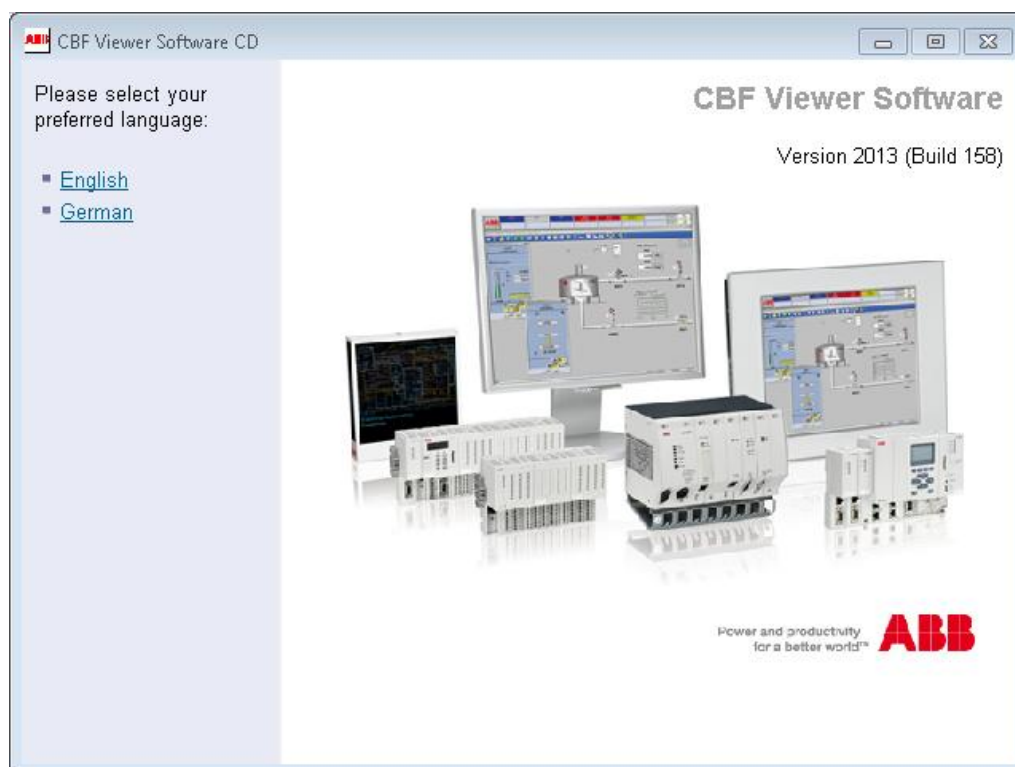 ABB CBF Viewer Software CD
Please select your
preferred language:
English
German
CBF Viewer Software
Version 2013 (Build 158)
Power and productivity
for a better world™
ABB